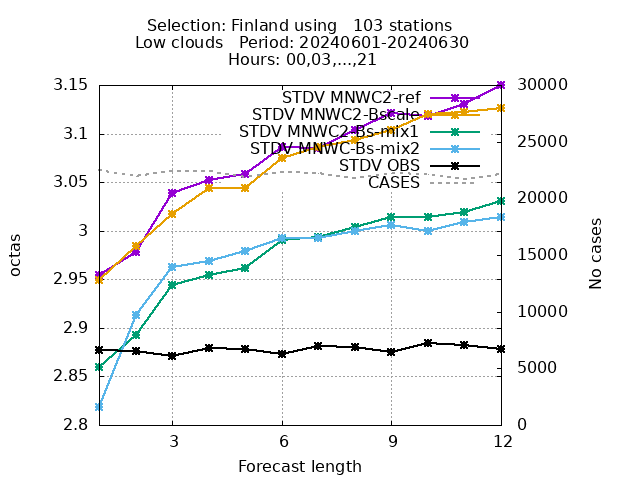 Selection: Finland using   103 stations
Low clouds   Period: 20240601-20240630
Hours: 00,03,...,21
3.15
3.1
3.05
3
2.95
2.9
2.85
2.8
octas
STDV MNWC2-ref
STDV MNWC2-Bscale
STDV MNWC2-Bs-mix1
STDV MNWC-Bs-mix2
STDV OBS
CASES
30000
25000
20000
15000
10000
5000
0
No cases
3
6
9
12
Forecast length